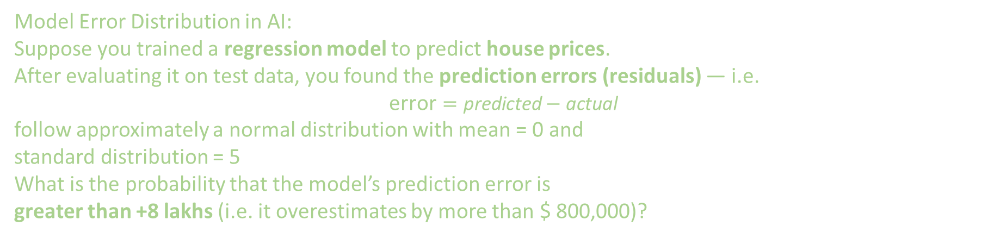 Model Error Distribution in AI:
Suppose you trained a regression model to predict house prices.
After evaluating it on test data, you found the prediction errors (residuals) — i.e.
error = predicted − actual
follow approximately a normal distribution with mean = 0 and
standard distribution = 5
What is the probability that the model’s prediction error is
greater than +8 lakhs (i.e. it overestimates by more than $ 800,000)?